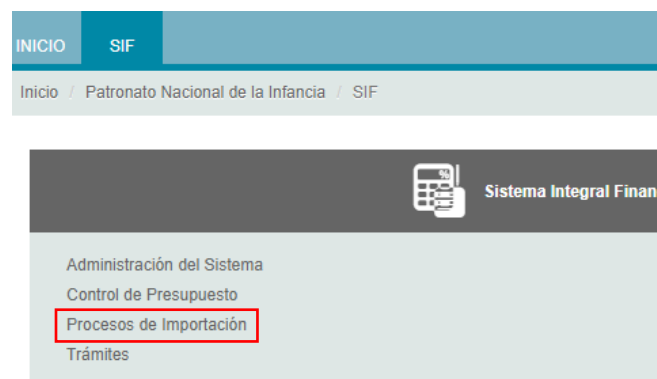 INICIO SIF
Inicio / Patronato Nacional de la Infancia / SIF
Sistema Integral Finan
Administración del Sistema
Control de Presupuesto
Procesos de Importación
Trámites